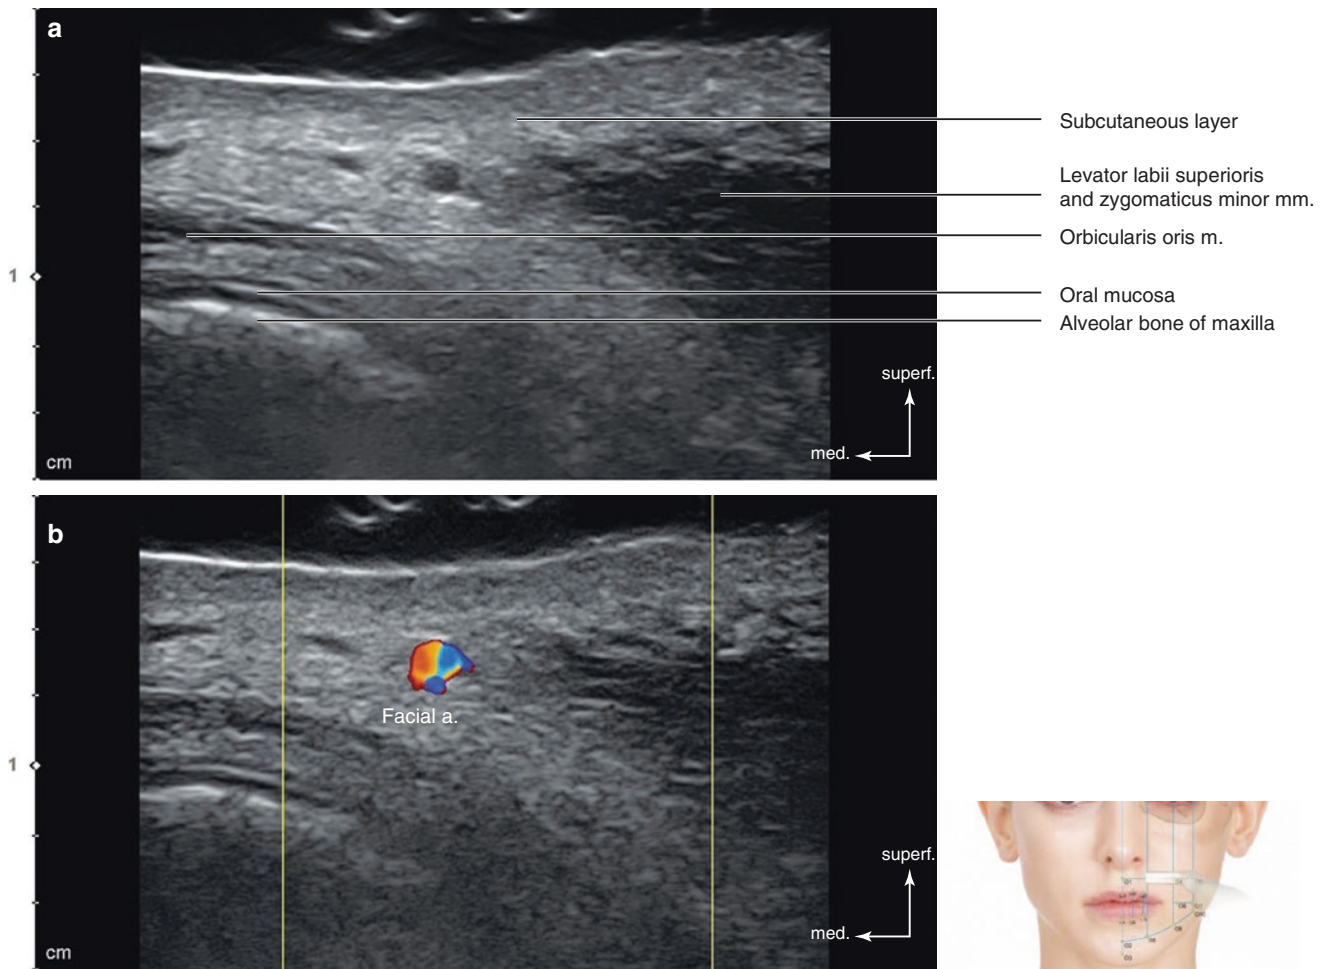 a
Subcutaneous layer
Levator labii superioris
and zygomaticus minor mm.
Orbicularis oris m.
1
Oral mucosa
Alveolar bone of maxilla
superf.
med.
cm
b
Facial a.
1
superf.
med.
cm